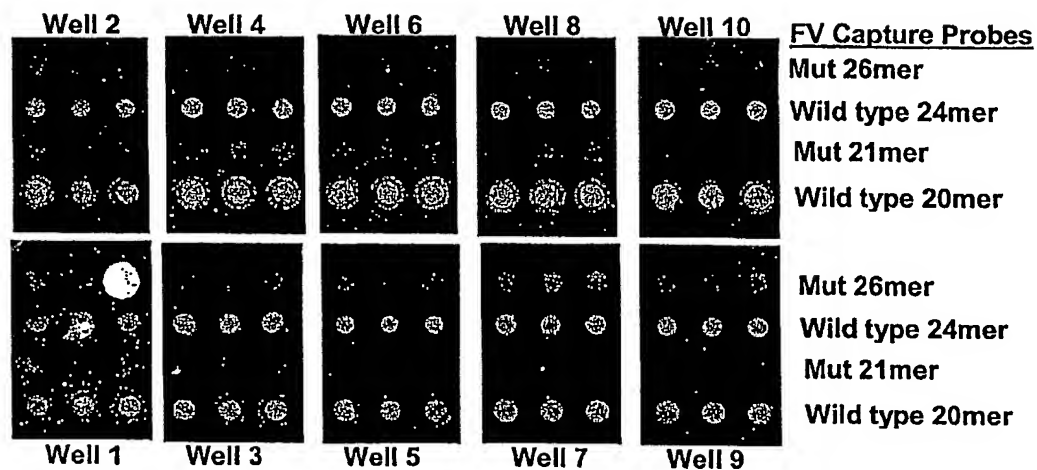 Well 2 Well 4 Well 6 Well 8 Well 10
FV Capture Probes
Mut 26mer
Wild type 24mer
Mut 21mer
Wild type 20mer
Mut 26mer
Wild type 24mer
Mut 21mer
Wild type 20mer
Well 1 Well 3 Well 5 Well 7 Well 9